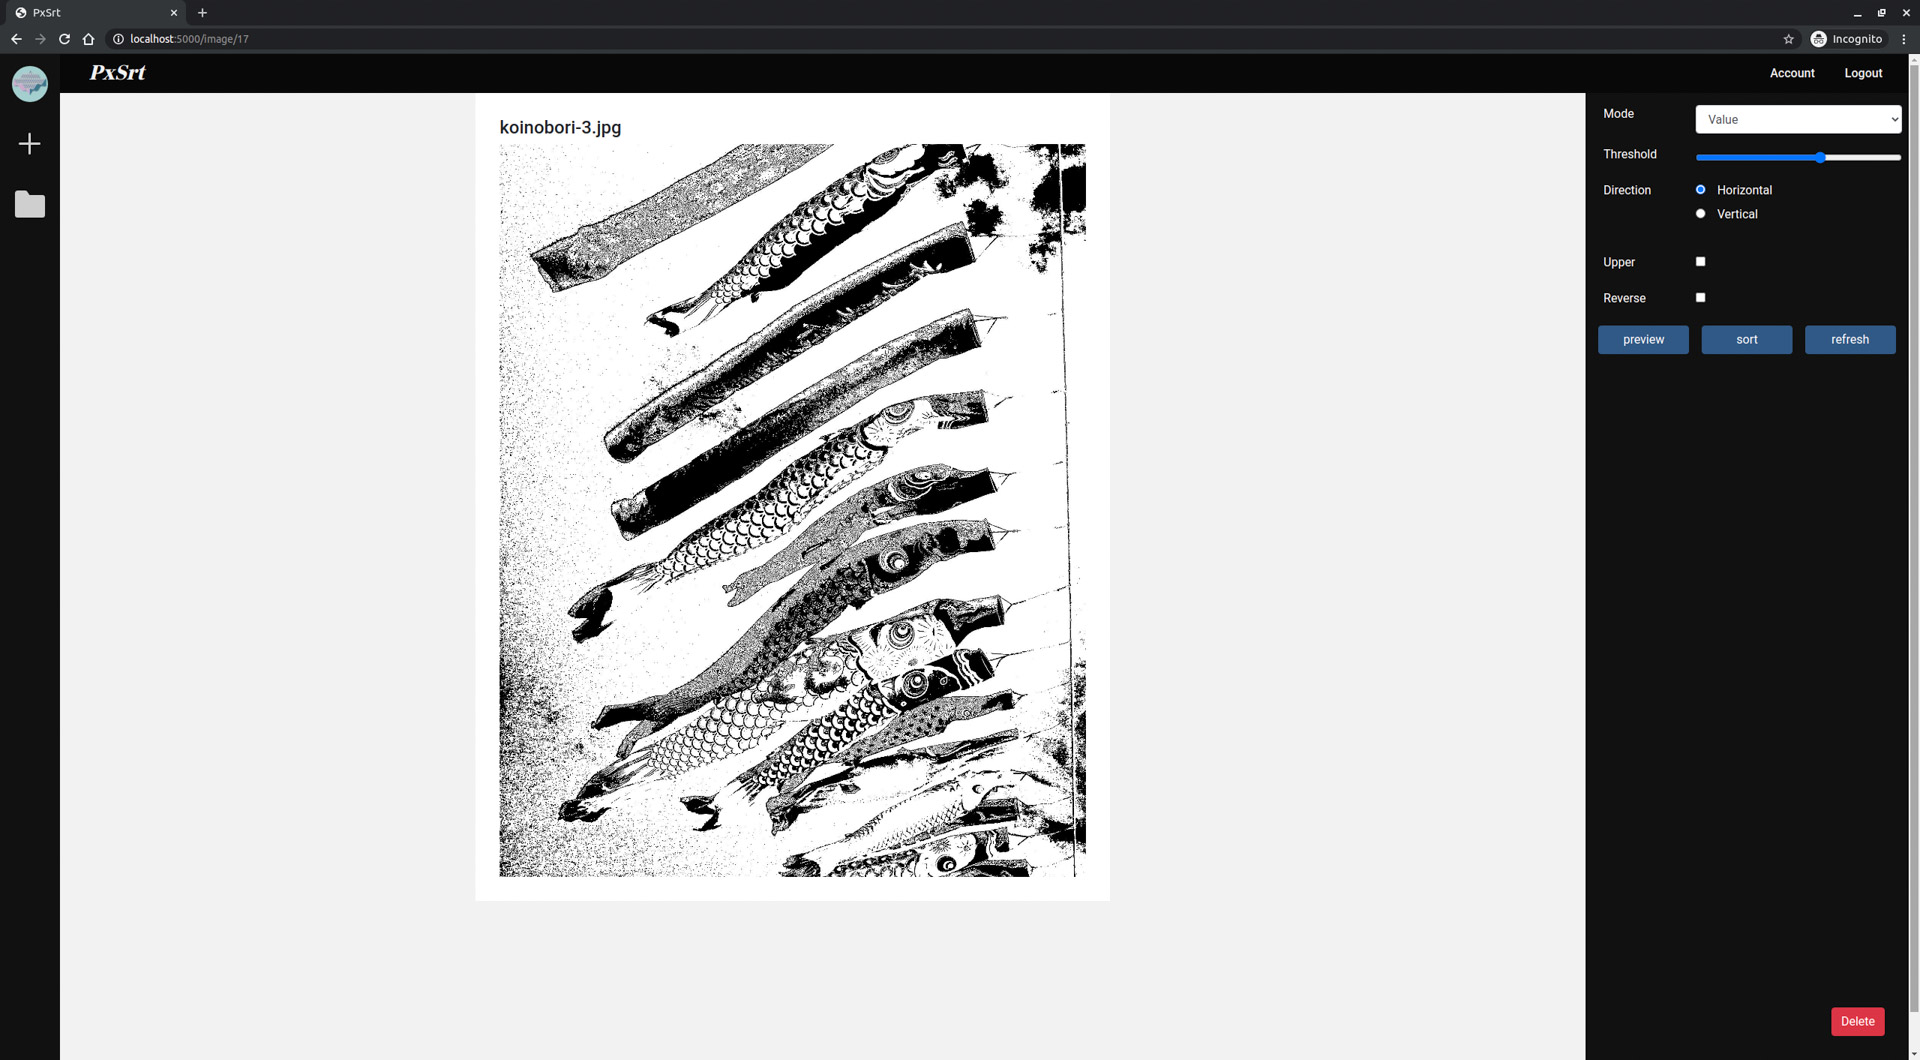 PxSrt
localhost:5000/image/17
Incognito
PxSrt
Account
Logout
koinobori-3.jpg
Mode
Value
Threshold
Direction
Horizontal
Vertical
Upper
Reverse
preview
sort
refresh
Delete